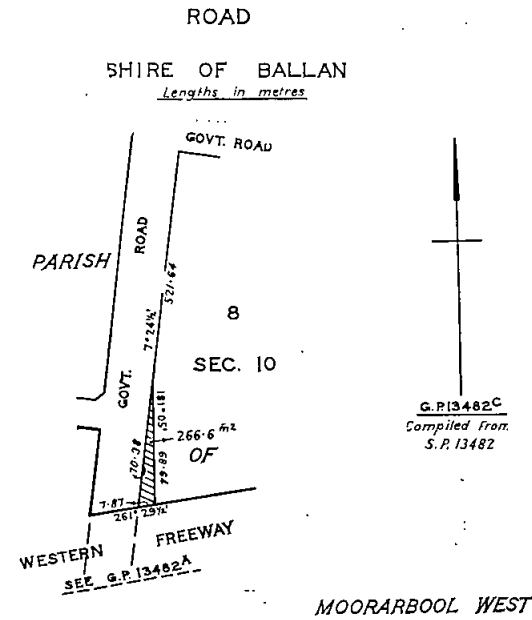 ROAD
SHIRE OF BALLAN
Lengths in metres
GOVT. ROAD
PARISH
ROAD
521·64
7° 24½'
8
SEC. 10
GOVT.
G.P.13482C
Compiled from
S.P. 13482
181°50'
266·6 m²
OF
70·38
79·89
7·87
261° 29½'
WESTERN FREEWAY
SEE G.P. 13482A
MOORARBOOL WEST